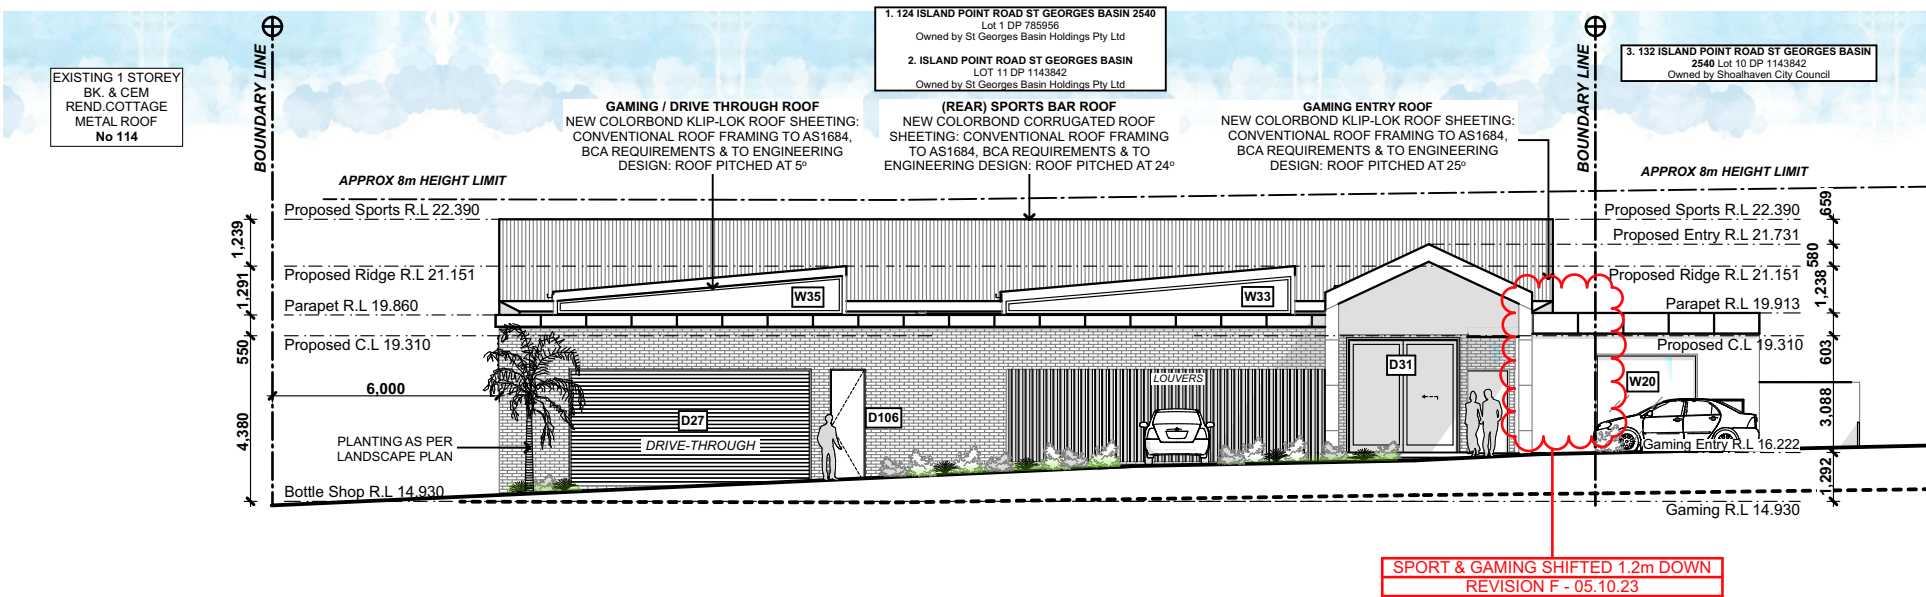 1. 124 ISLAND POINT ROAD ST GEORGES BASIN 2540
Lot 1 DP 785956
Owned by St Georges Basin Holdings Pty Ltd
2. ISLAND POINT ROAD ST GEORGES BASIN
LOT 11 DP 1143842
Owned by St Georges Basin Holdings Pty Ltd
3. 132 ISLAND POINT ROAD ST GEORGES BASIN
2540 Lot 10 DP 1143842
Owned by Shoalhaven City Council
EXISTING 1 STOREY
BK. & CEM
REND.COTTAGE
METAL ROOF
No 114
BOUNDARY LINE
BOUNDARY LINE
GAMING / DRIVE THROUGH ROOF
NEW COLORBOND KLIP-LOK ROOF SHEETING:
CONVENTIONAL ROOF FRAMING TO AS1684,
BCA REQUIREMENTS & TO ENGINEERING
DESIGN: ROOF PITCHED AT 5º
(REAR) SPORTS BAR ROOF
NEW COLORBOND CORRUGATED ROOF
SHEETING: CONVENTIONAL ROOF FRAMING
TO AS1684, BCA REQUIREMENTS & TO
ENGINEERING DESIGN: ROOF PITCHED AT 24º
GAMING ENTRY ROOF
NEW COLORBOND KLIP-LOK ROOF SHEETING:
CONVENTIONAL ROOF FRAMING TO AS1684,
BCA REQUIREMENTS & TO ENGINEERING
DESIGN: ROOF PITCHED AT 25º
APPROX 8m HEIGHT LIMIT
APPROX 8m HEIGHT LIMIT
Proposed Sports R.L 22.390
Proposed Ridge R.L 21.151
Parapet R.L 19.860
Proposed C.L 19.310
Bottle Shop R.L 14.930
1,239
1,291
550
4,380
6,000
PLANTING AS PER
LANDSCAPE PLAN
W35
W33
D27
DRIVE-THROUGH
D106
LOUVERS
D31
W20
Proposed Sports R.L 22.390
Proposed Entry R.L 21.731
Proposed Ridge R.L 21.151
Parapet R.L 19.913
Proposed C.L 19.310
Gaming Entry R.L 16.222
Gaming R.L 14.930
659
580
1,238
603
3,088
1,292
SPORT & GAMING SHIFTED 1.2m DOWN
REVISION F - 05.10.23